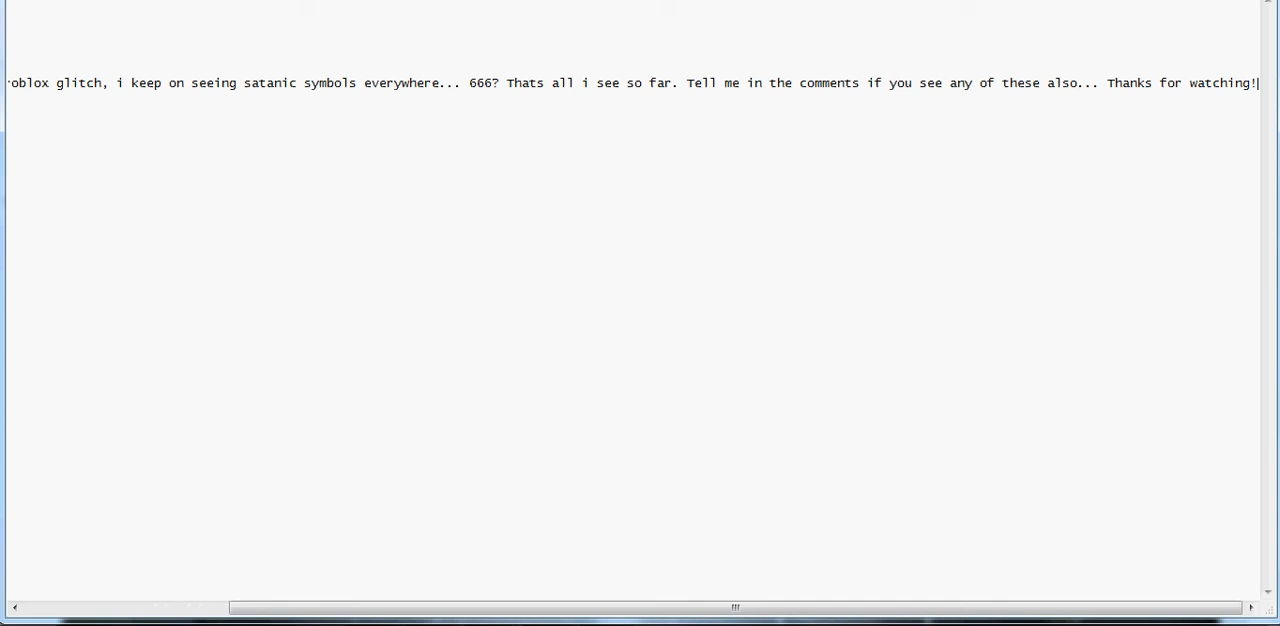 roblox glitch, i keep on seeing satanic symbols everywhere... 666? Thats all i see so far. Tell me in the comments if you see any of these also... Thanks for watching!